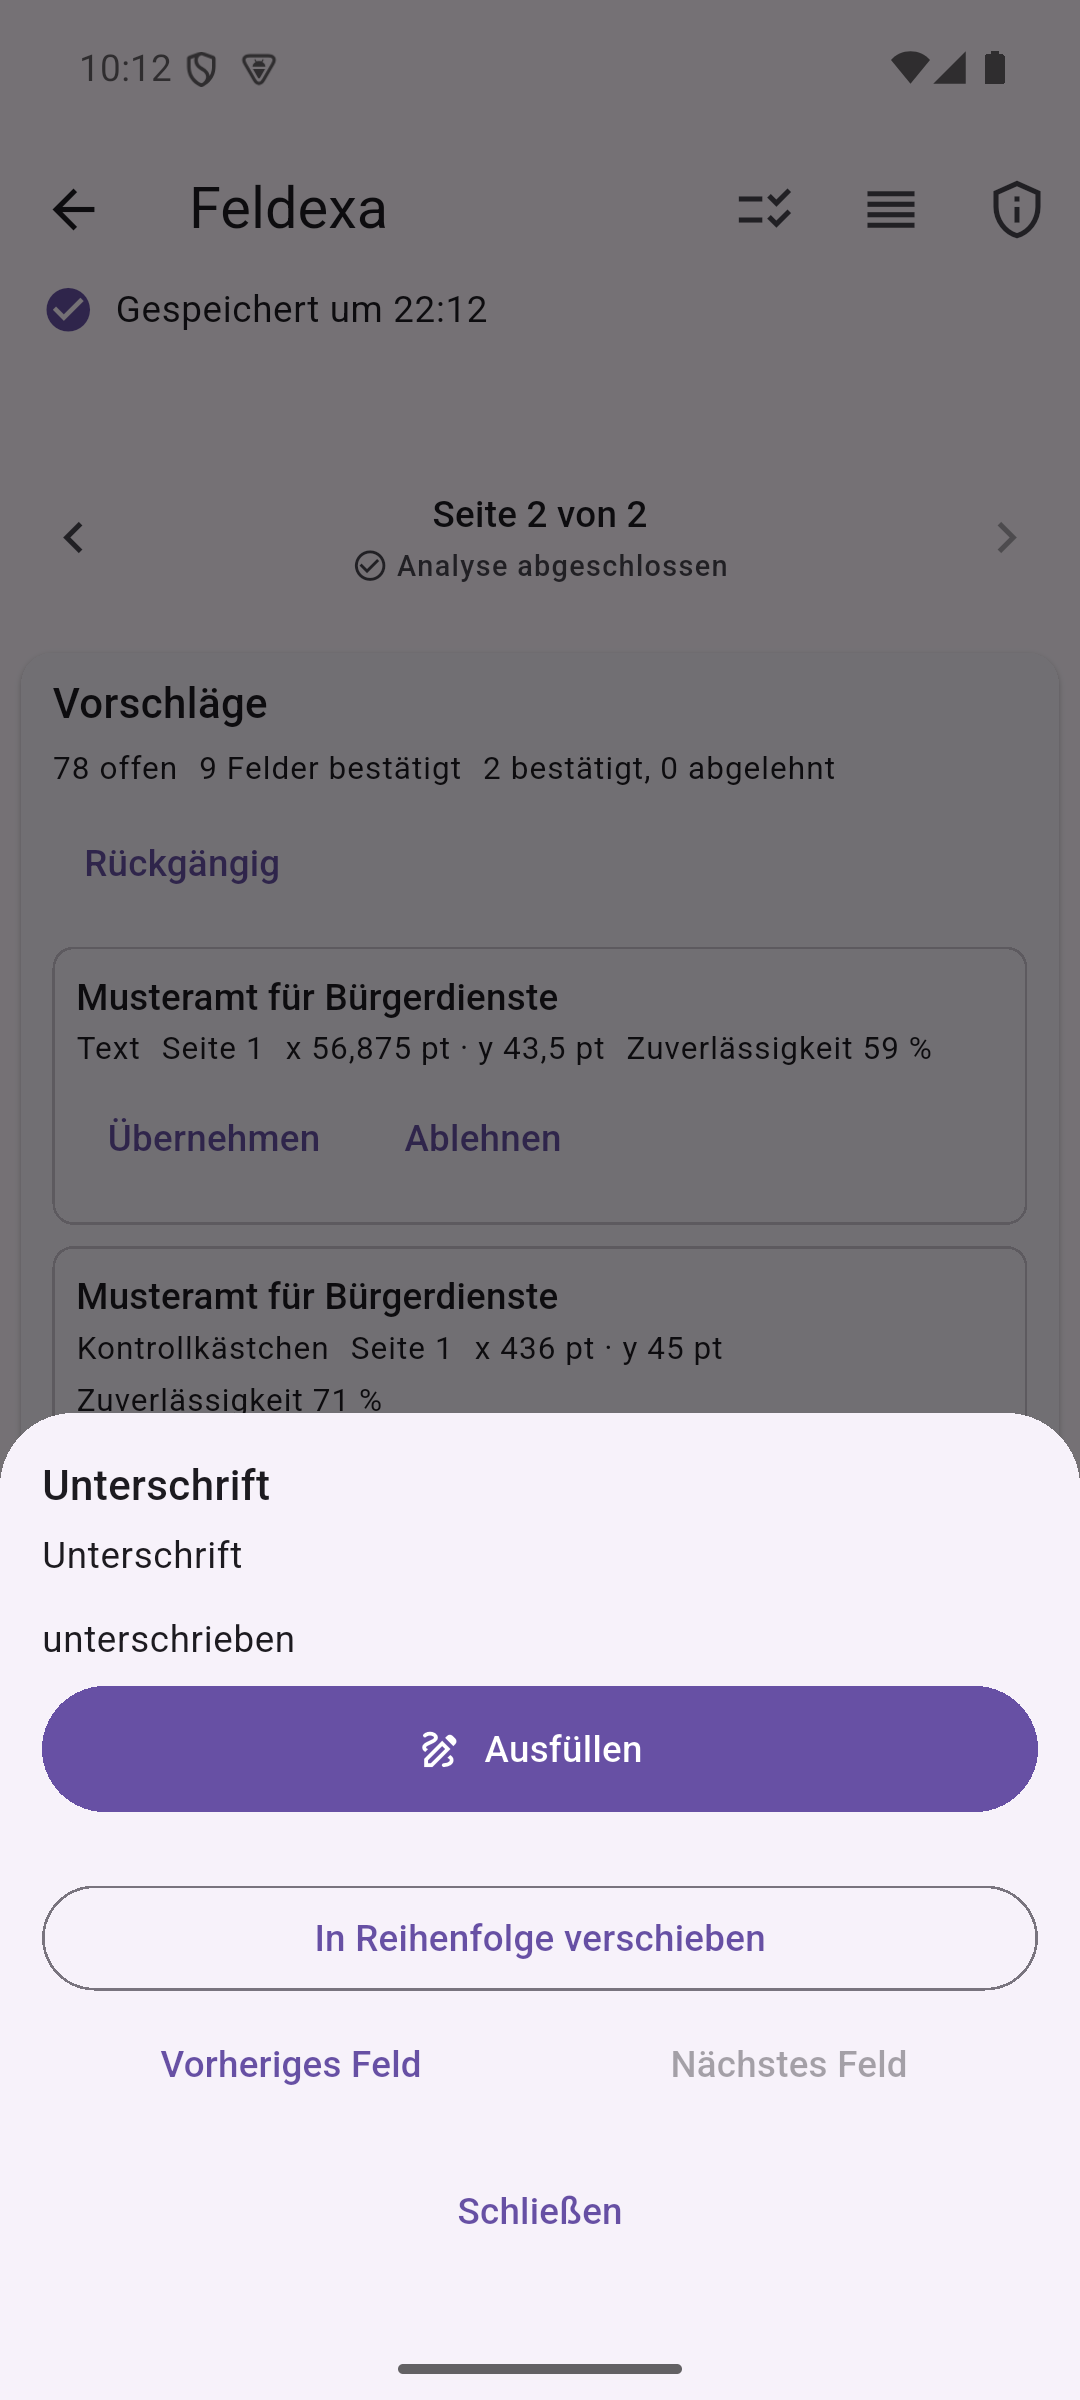 10:12
Feldexa
Gespeichert um 22:12
Seite 2 von 2
Analyse abgeschlossen
Vorschläge
78 offen 9 Felder bestätigt 2 bestätigt, 0 abgelehnt
Rückgängig
Musteramt für Bürgerdienste
Text Seite 1 x 56,875 pt · y 43,5 pt Zuverlässigkeit 59 %
Übernehmen Ablehnen
Musteramt für Bürgerdienste
Kontrollkästchen Seite 1 x 436 pt · y 45 pt
Zuverlässigkeit 71 %
Unterschrift
Unterschrift
unterschrieben
Ausfüllen
In Reihenfolge verschieben
Vorheriges Feld Nächstes Feld
Schließen